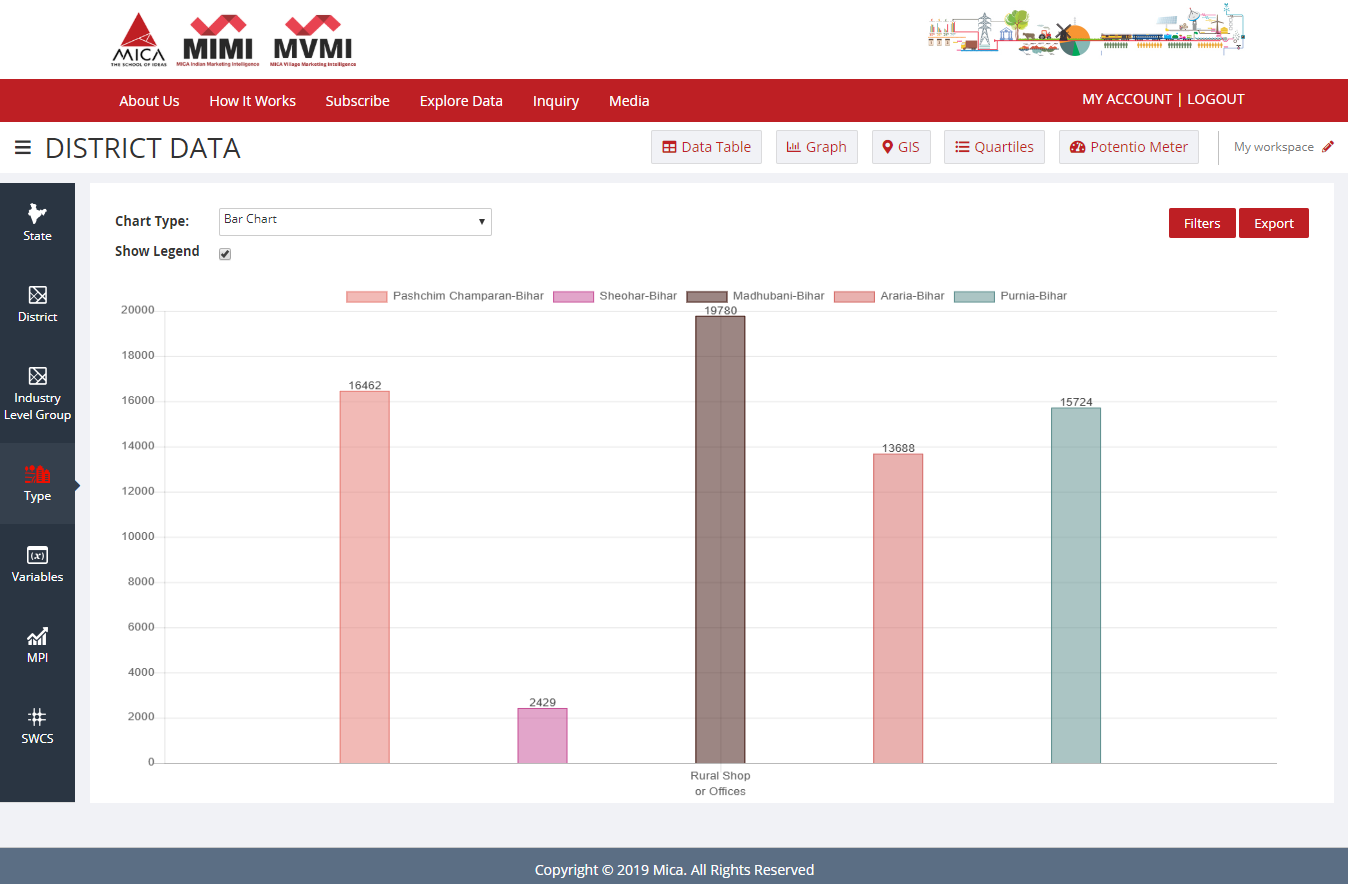 MICA
THE SCHOOL OF IDEAS
MIMI
MICA Indian Marketing Intelligence
MVMI
MICA Village Marketing Intelligence
About Us How It Works Subscribe Explore Data Inquiry Media MY ACCOUNT | LOGOUT
DISTRICT DATA Data Table Graph GIS Quartiles Potentio Meter My workspace
State
District
Industry
Level Group
Type
(x)
Variables
MPI
SWCS
Chart Type: Bar Chart Filters Export
Show Legend
Pashchim Champaran-Bihar Sheohar-Bihar Madhubani-Bihar Araria-Bihar Purnia-Bihar
20000
18000
16000
14000
12000
10000
8000
6000
4000
2000
0
16462
2429
19780
13688
15724
Rural Shop
or Offices
Copyright © 2019 Mica. All Rights Reserved